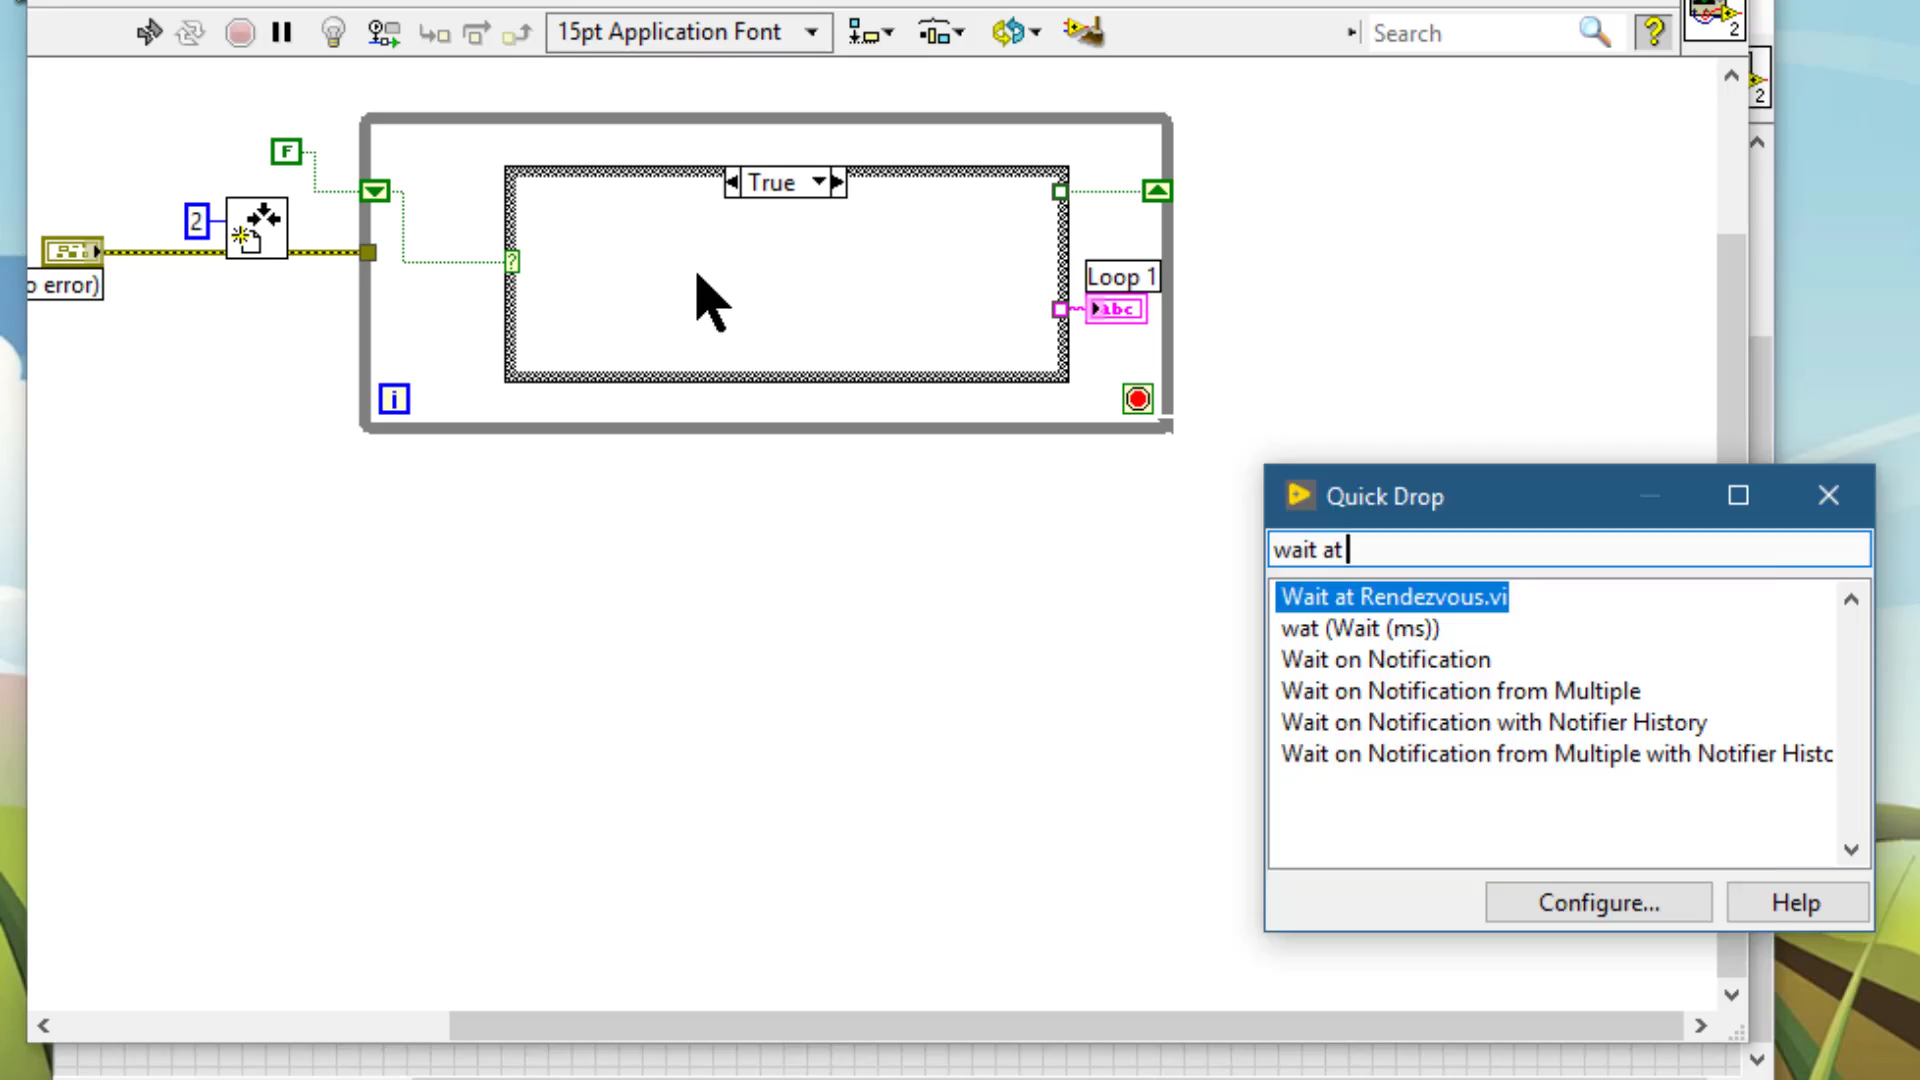 15pt Application Font
Search
?
2
2
F
True
2
?
o error)
Loop 1
abc
i
Quick Drop
wait at
Wait at Rendezvous.vi
wat (Wait (ms))
Wait on Notification
Wait on Notification from Multiple
Wait on Notification with Notifier History
Wait on Notification from Multiple with Notifier Histc
Configure...
Help